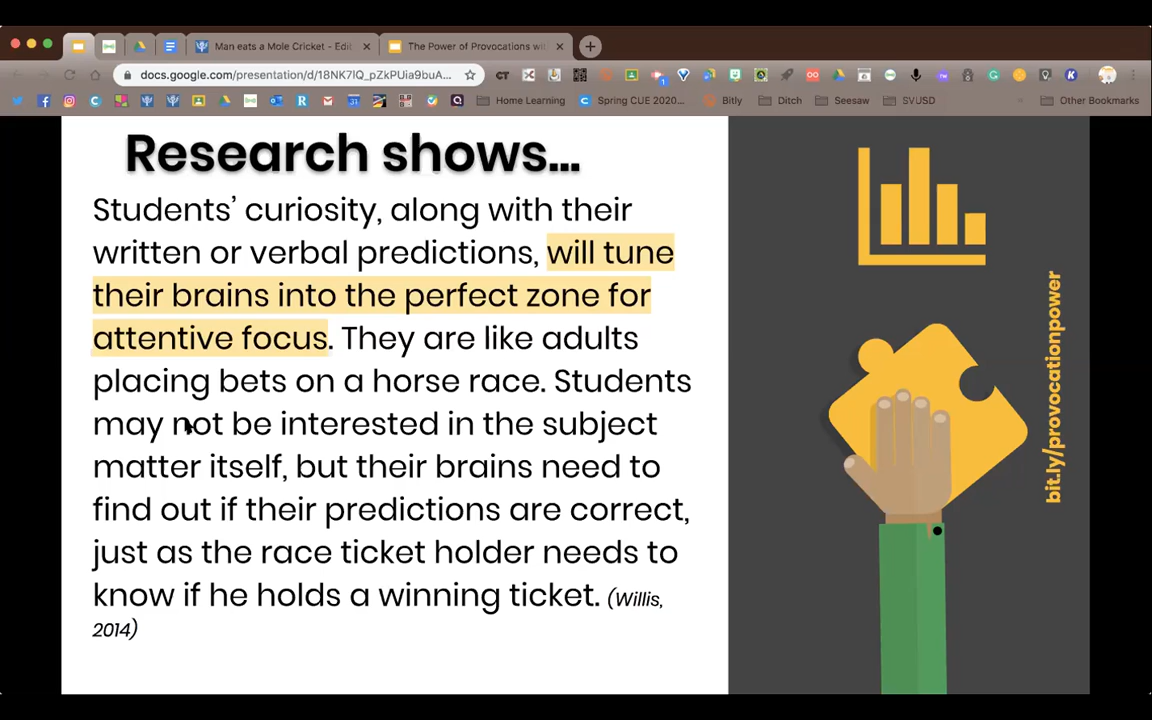 Man eats a Mole Cricket - Edit
The Power of Provocations wit
docs.google.com/presentation/d/18NK7lQ_pZkPUia9buA...
Home Learning
Spring CUE 2020...
Bitly
Ditch
Seesaw
SVUSD
Other Bookmarks
Research shows...
Students’ curiosity, along with their
written or verbal predictions, will tune
their brains into the perfect zone for
attentive focus. They are like adults
placing bets on a horse race. Students
may not be interested in the subject
matter itself, but their brains need to
find out if their predictions are correct,
just as the race ticket holder needs to
know if he holds a winning ticket. (Willis,
2014)
bit.ly/provocationpower